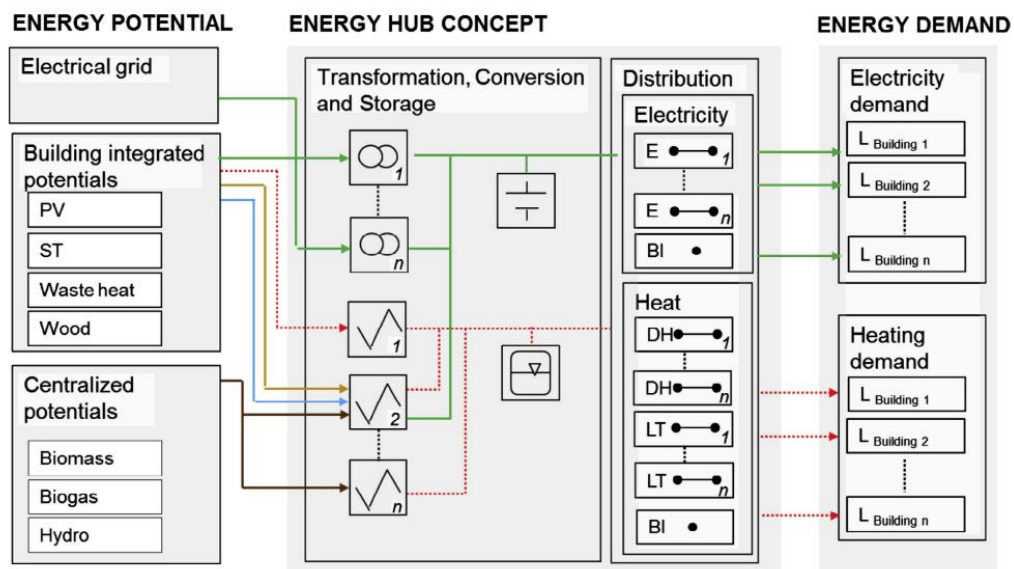 ENERGY POTENTIAL
ENERGY HUB CONCEPT
ENERGY DEMAND
Electrical grid
Building integrated
potentials
PV
ST
Waste heat
Wood
Centralized
potentials
Biomass
Biogas
Hydro
Transformation, Conversion
and Storage
1
n
1
2
n
Distribution
Electricity
E 1
E n
BI
Heat
DH 1
DH n
LT 1
LT n
BI
Electricity
demand
L Building 1
L Building 2
L Building n
Heating
demand
L Building 1
L Building 2
L Building n